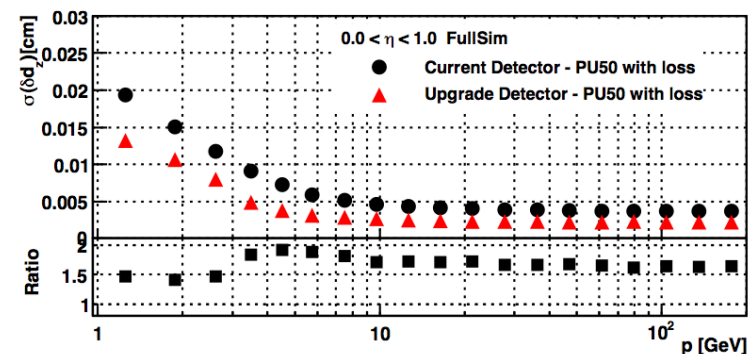 0.03
0.025
0.02
0.015
0.01
0.005
0
σ(δd_z)[cm]
0.0 < η < 1.0 FullSim
Current Detector - PU50 with loss
Upgrade Detector - PU50 with loss
2
1.5
1
Ratio
1
10
10²
p [GeV]